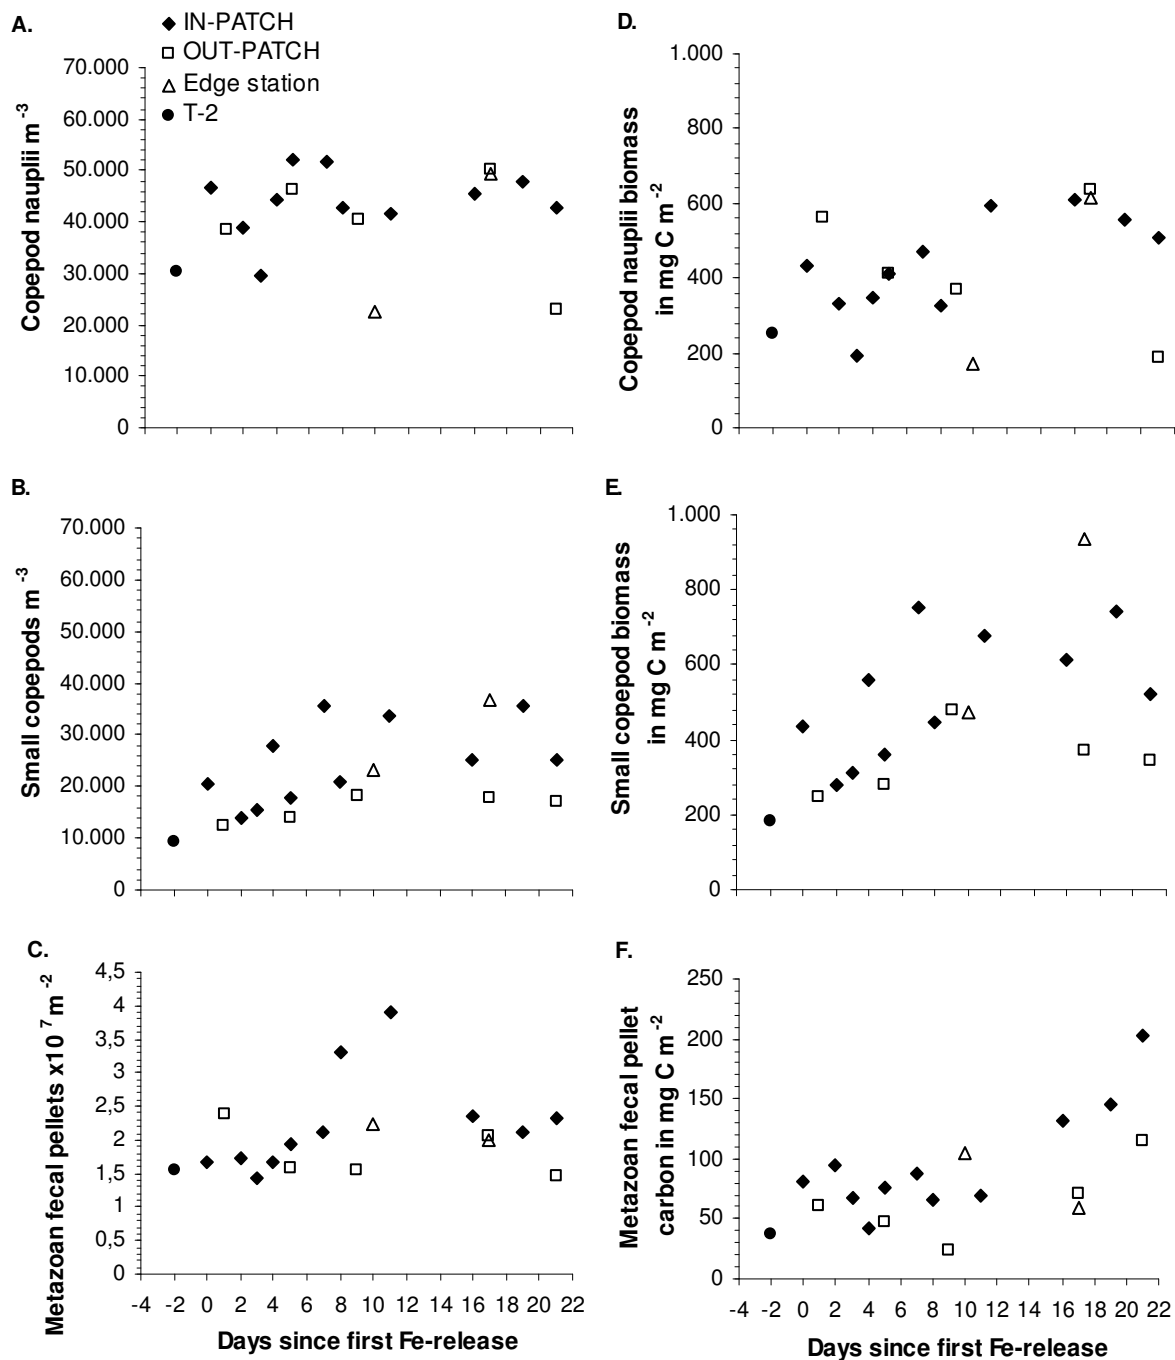 A.
IN-PATCH
OUT-PATCH
Edge station
T-2
Copepod nauplii m⁻³
70.000
60.000
50.000
40.000
30.000
20.000
10.000
0
D.
Copepod nauplii biomass
in mg C m⁻²
1.000
800
600
400
200
0
B.
Small copepods m⁻³
70.000
60.000
50.000
40.000
30.000
20.000
10.000
0
E.
Small copepod biomass
in mg C m⁻²
1.000
800
600
400
200
0
C.
Metazoan fecal pellets x10⁷ m⁻²
4,5
4
3,5
3
2,5
2
1,5
1
0,5
0
-4 -2 0 2 4 6 8 10 12 14 16 18 20 22
Days since first Fe-release
F.
Metazoan fecal pellet
carbon in mg C m⁻²
250
200
150
100
50
0
-4 -2 0 2 4 6 8 10 12 14 16 18 20 22
Days since first Fe-release